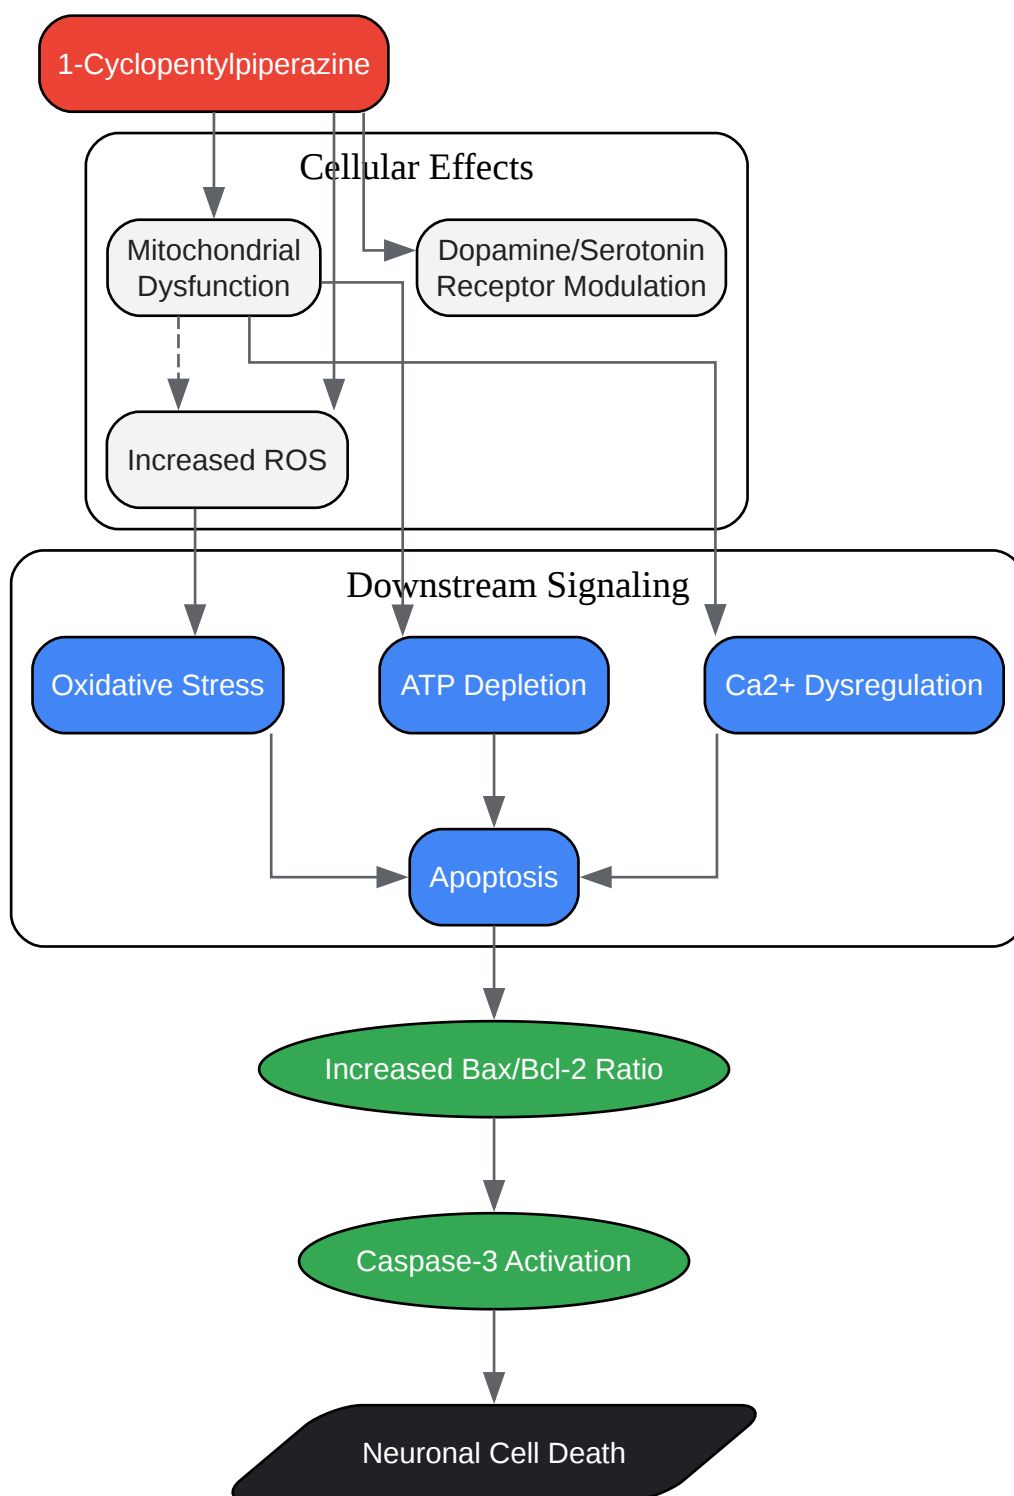 1-Cyclopentylpiperazine
Cellular Effects
Mitochondrial
Dysfunction
Dopamine/Serotonin
Receptor Modulation
Increased ROS
Downstream Signaling
Oxidative Stress
ATP Depletion
Ca2+ Dysregulation
Apoptosis
Increased Bax/Bcl-2 Ratio
Caspase-3 Activation
Neuronal Cell Death